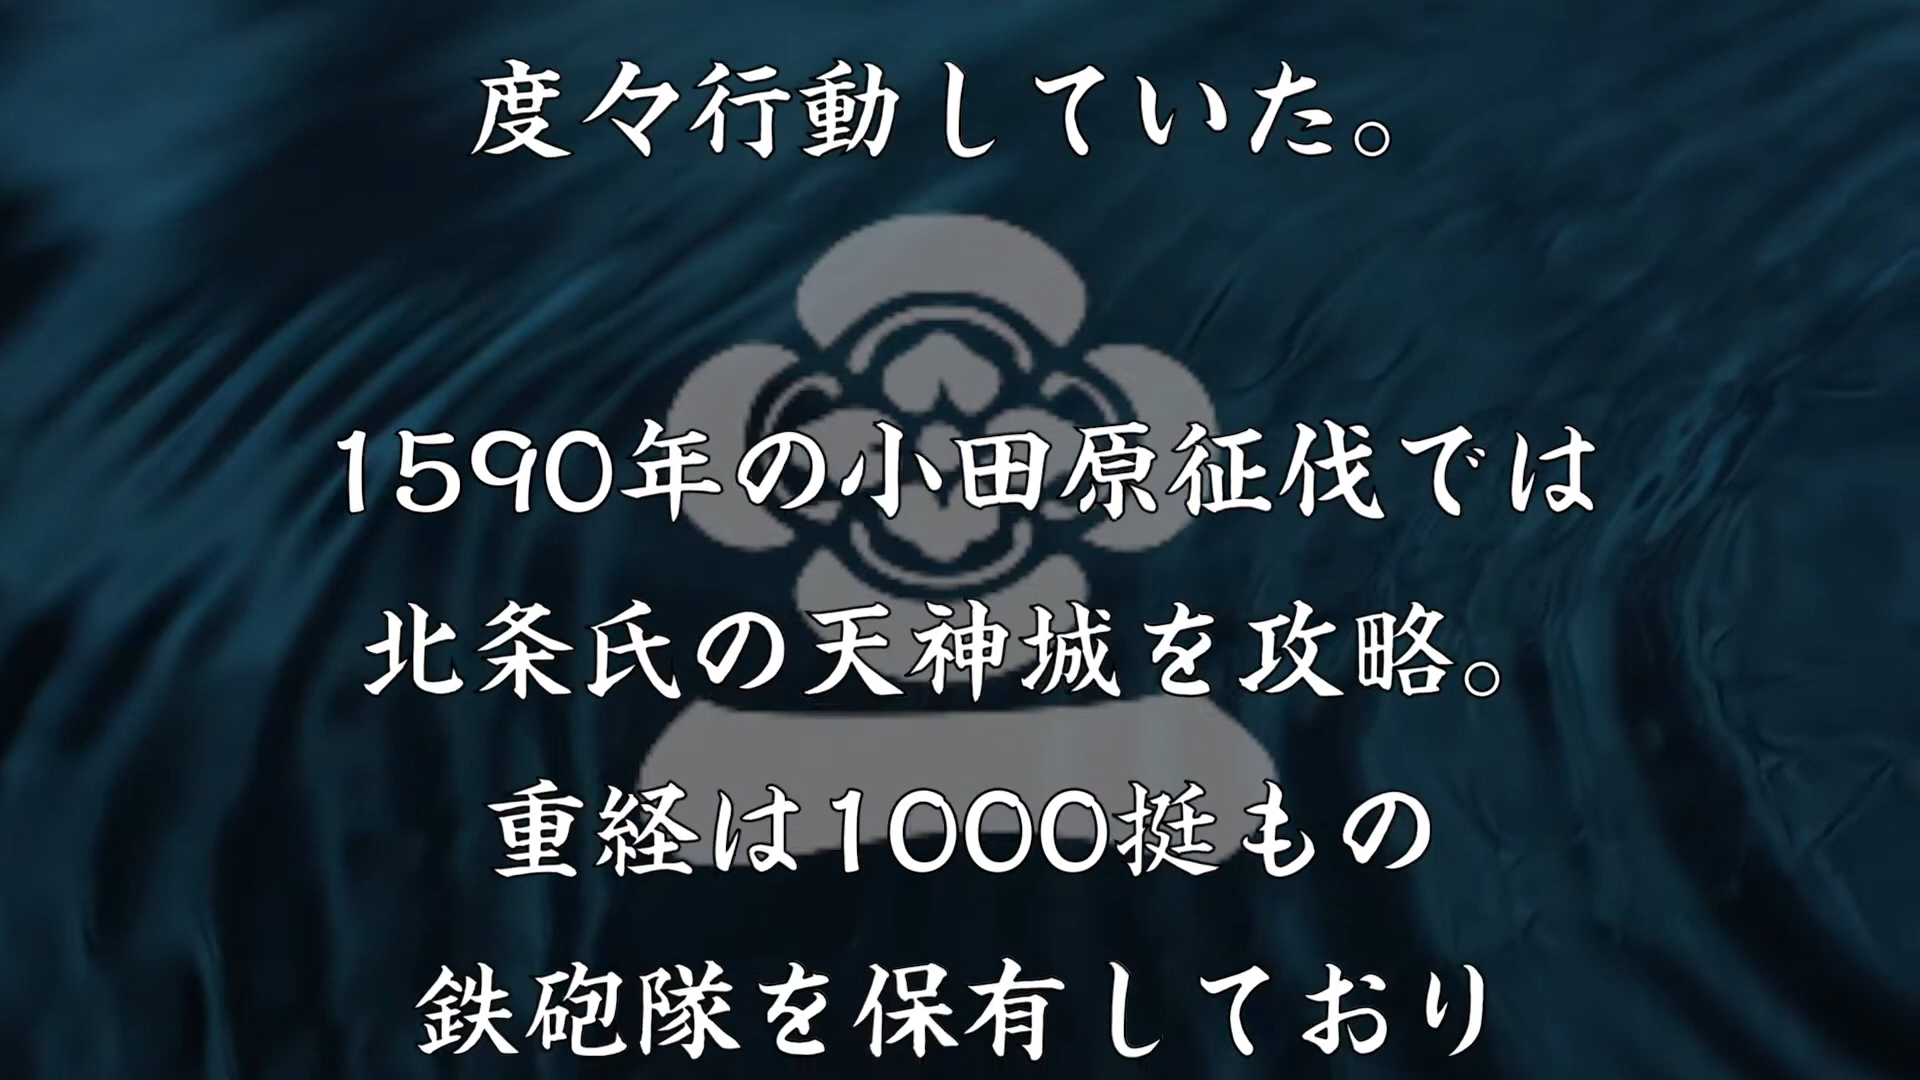 度々行動していた。
1590年の小田原征伐では
北条氏の天神城を攻略。
重経は1000挺もの
鉄砲隊を保有しており